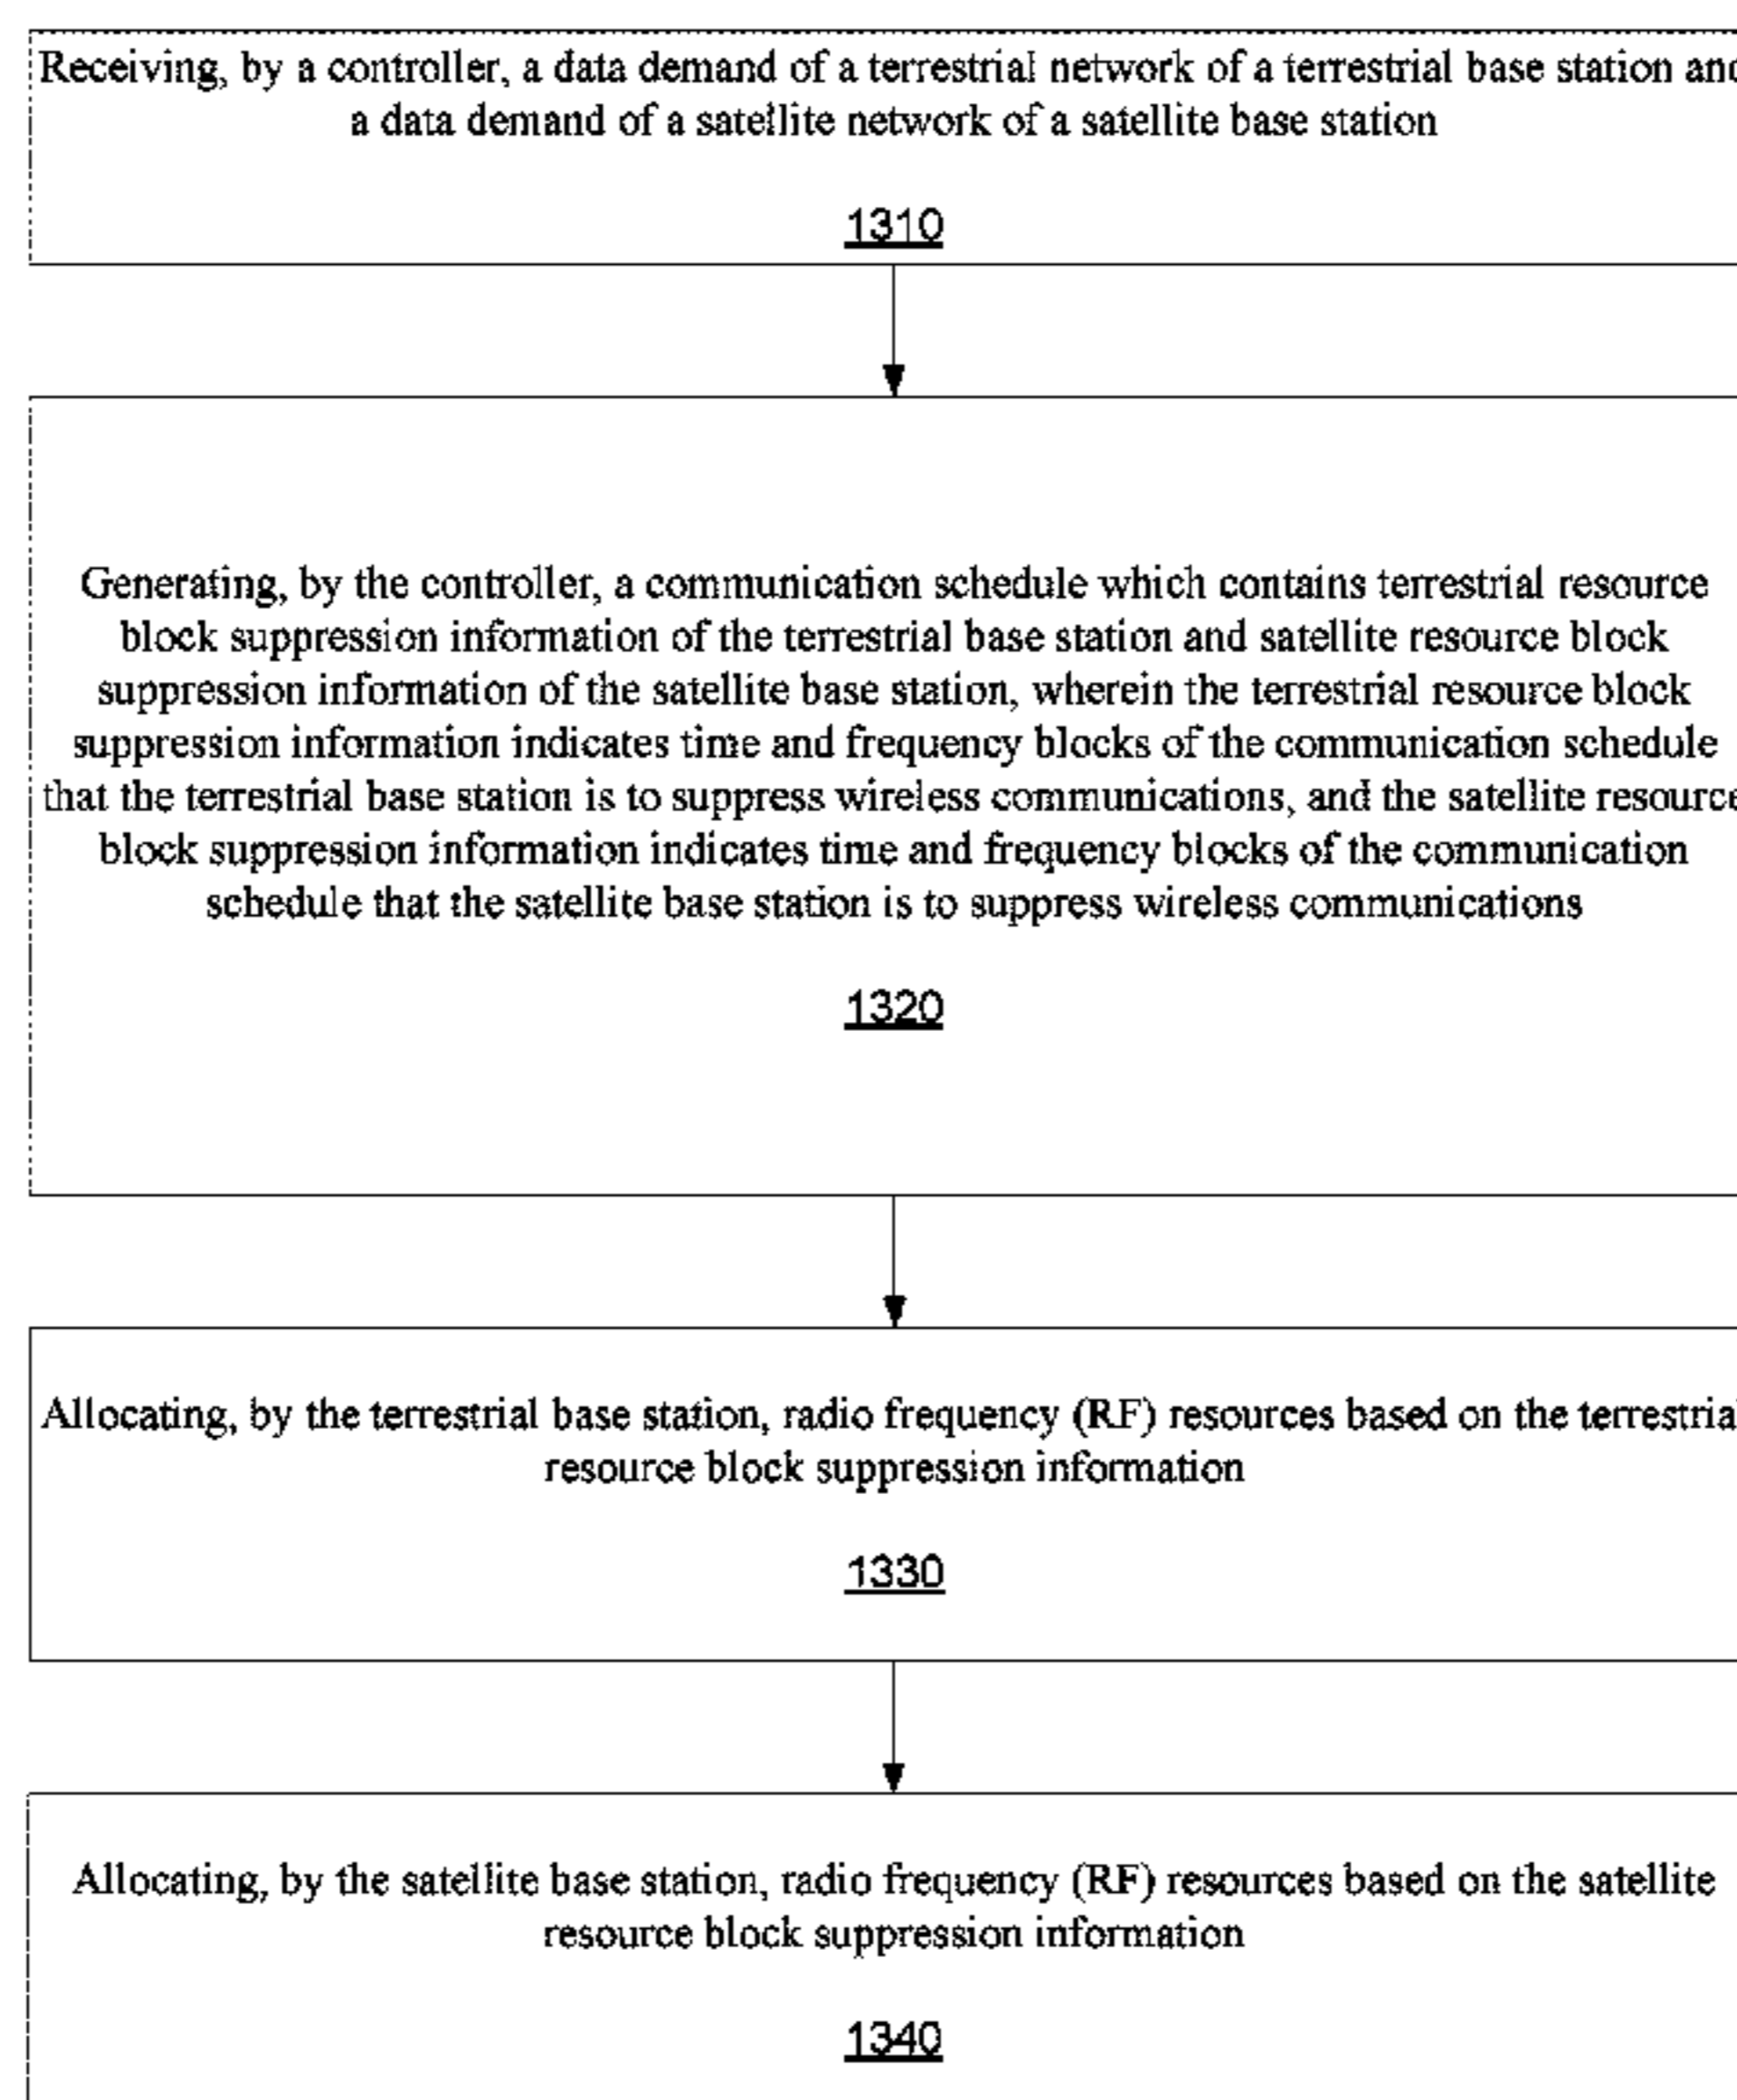 Receiving, by a controller, a data demand of a terrestrial network of a terrestrial base station and
a data demand of a satellite network of a satellite base station
1310
Generating, by the controller, a communication schedule which contains terrestrial resource
block suppression information of the terrestrial base station and satellite resource block
suppression information of the satellite base station, wherein the terrestrial resource block
suppression information indicates time and frequency blocks of the communication schedule
that the terrestrial base station is to suppress wireless communications, and the satellite resource
block suppression information indicates time and frequency blocks of the communication
schedule that the satellite base station is to suppress wireless communications
1320
Allocating, by the terrestrial base station, radio frequency (RF) resources based on the terrestrial
resource block suppression information
1330
Allocating, by the satellite base station, radio frequency (RF) resources based on the satellite
resource block suppression information
1340